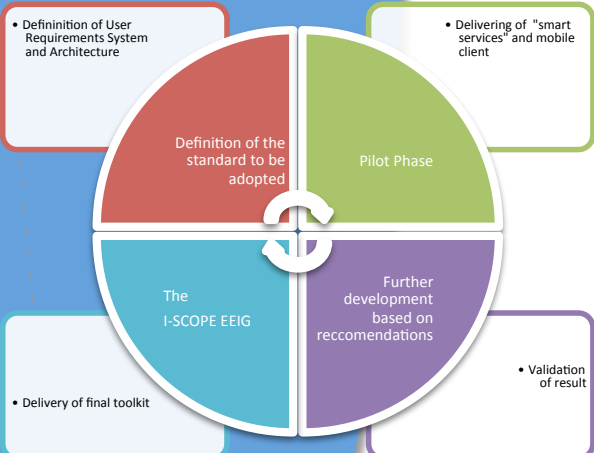 • Defininition of User
Requirements System
and Architecture
• Delivering of "smart
services" and mobile
client
Definition of the
standard to be
adopted
Pilot Phase
The
I-SCOPE EEIG
Further
development
based on
reccomendations
• Delivery of final toolkit
• Validation
of result